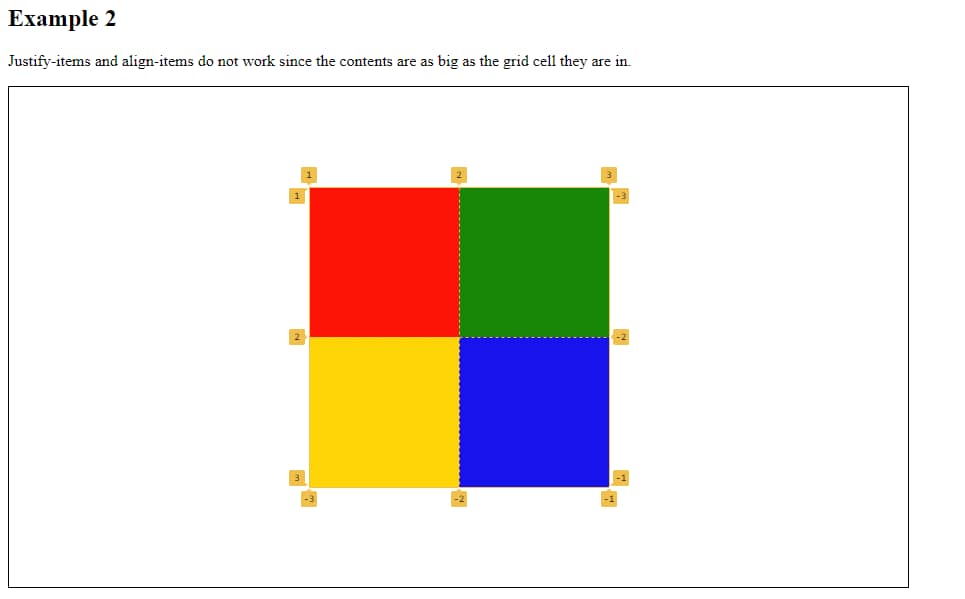 Example 2
Justify-items and align-items do not work since the contents are as big as the grid cell they are in.
1 2 3
1 -3
2 -2
3 -1
-3 -2 -1